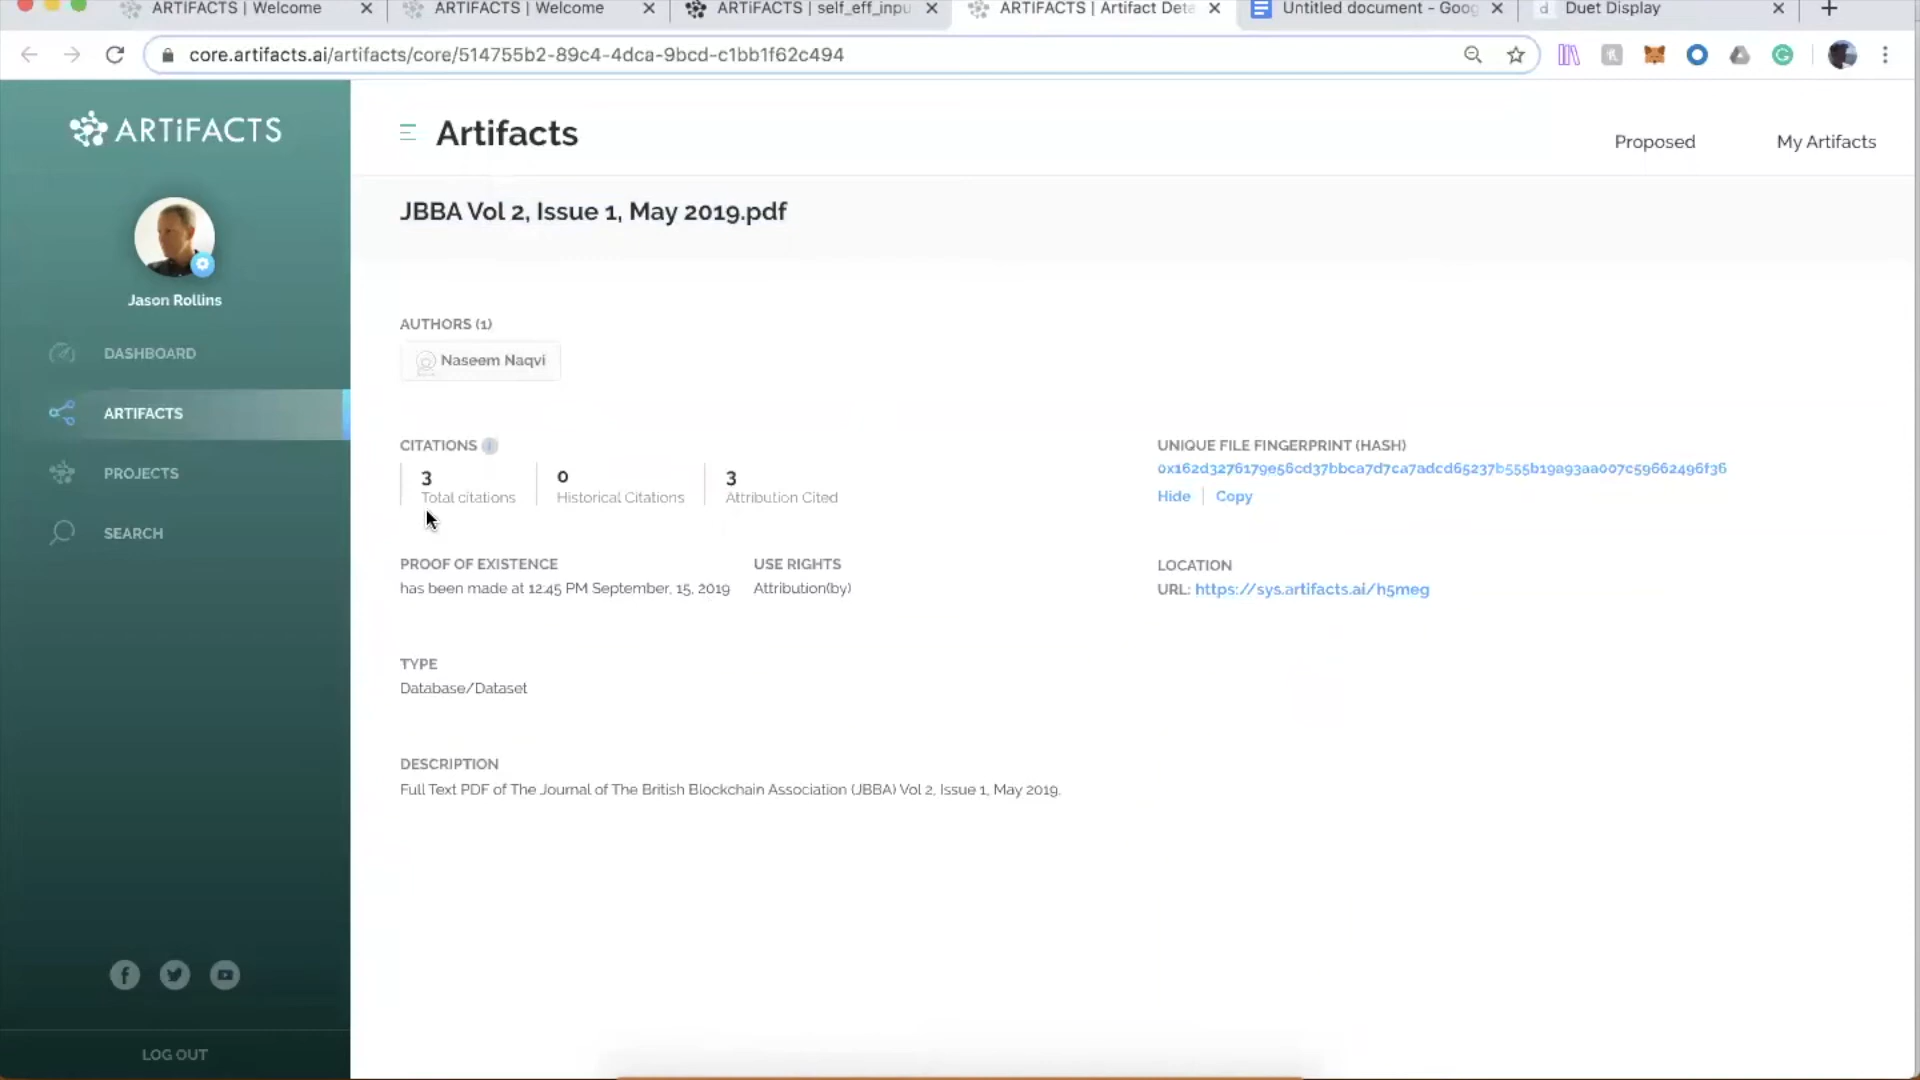 ARTiFACTS | Welcome
ARTiFACTS | Welcome
ARTiFACTS | self_eff_inpu
ARTiFACTS | Artifact Deta
Untitled document - Goog
d Duet Display
core.artifacts.ai/artifacts/core/514755b2-89c4-4dca-9bcd-c1bb1f62c494
ARTiFACTS
Jason Rollins
DASHBOARD
ARTIFACTS
PROJECTS
SEARCH
LOG OUT
Artifacts
Proposed
My Artifacts
JBBA Vol 2, Issue 1, May 2019.pdf
AUTHORS (1)
Naseem Naqvi
CITATIONS i
3
Total citations
0
Historical Citations
3
Attribution Cited
UNIQUE FILE FINGERPRINT (HASH)
0x162d3276179e56cd37bbca7d7ca7adcd65237b555b19a93aa007c59662496f36
Hide | Copy
PROOF OF EXISTENCE
has been made at 12:45 PM September, 15, 2019
USE RIGHTS
Attribution(by)
LOCATION
URL: https://sys.artifacts.ai/h5meg
TYPE
Database/Dataset
DESCRIPTION
Full Text PDF of The Journal of The British Blockchain Association (JBBA) Vol 2, Issue 1, May 2019.